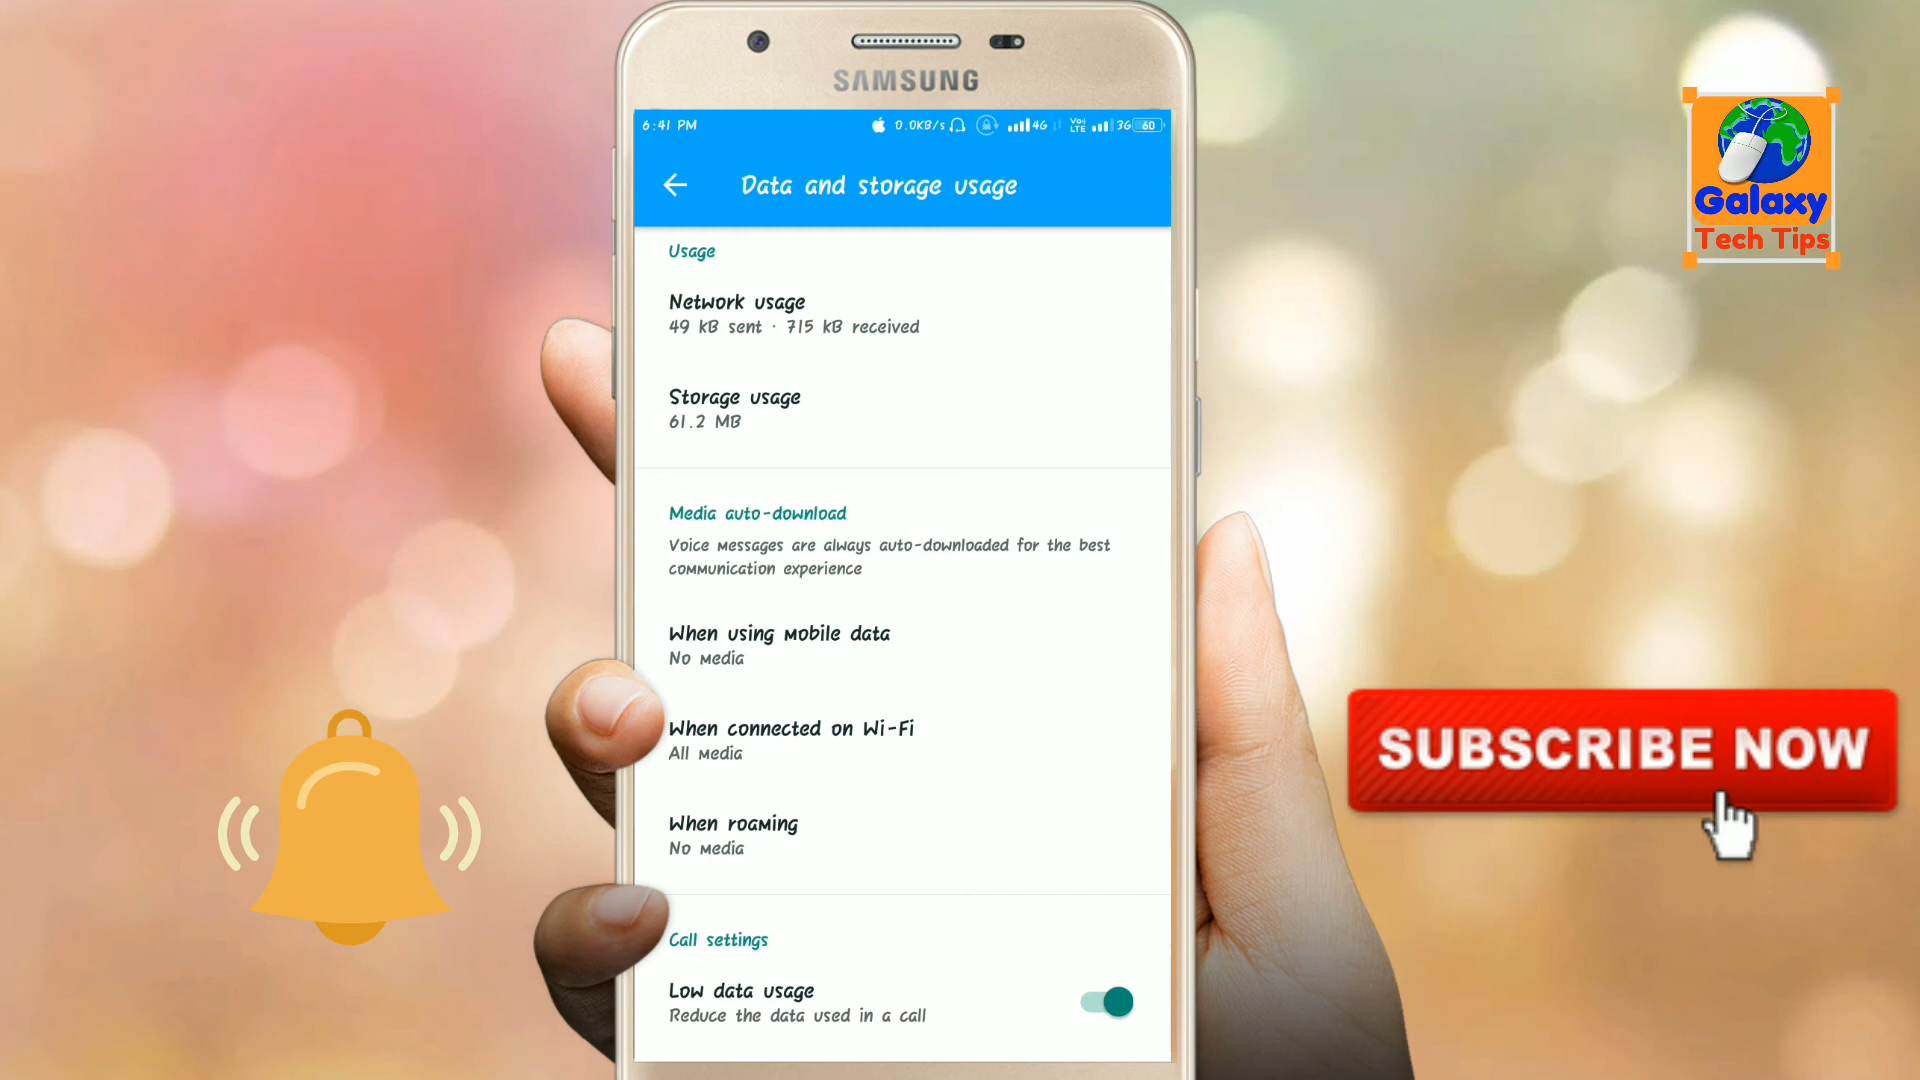 SAMSUNG
6:41 PM
0.0KB/s 4G Vo) LTE 3G 60
Data and storage usage
Usage
Network usage
49 kB sent · 715 kB received
Storage usage
61.2 MB
Media auto-download
Voice messages are always auto-downloaded for the best
communication experience
When using mobile data
No media
When connected on Wi-Fi
All media
When roaming
No media
Call settings
Low data usage
Reduce the data used in a call
Galaxy
Tech Tips
SUBSCRIBE NOW